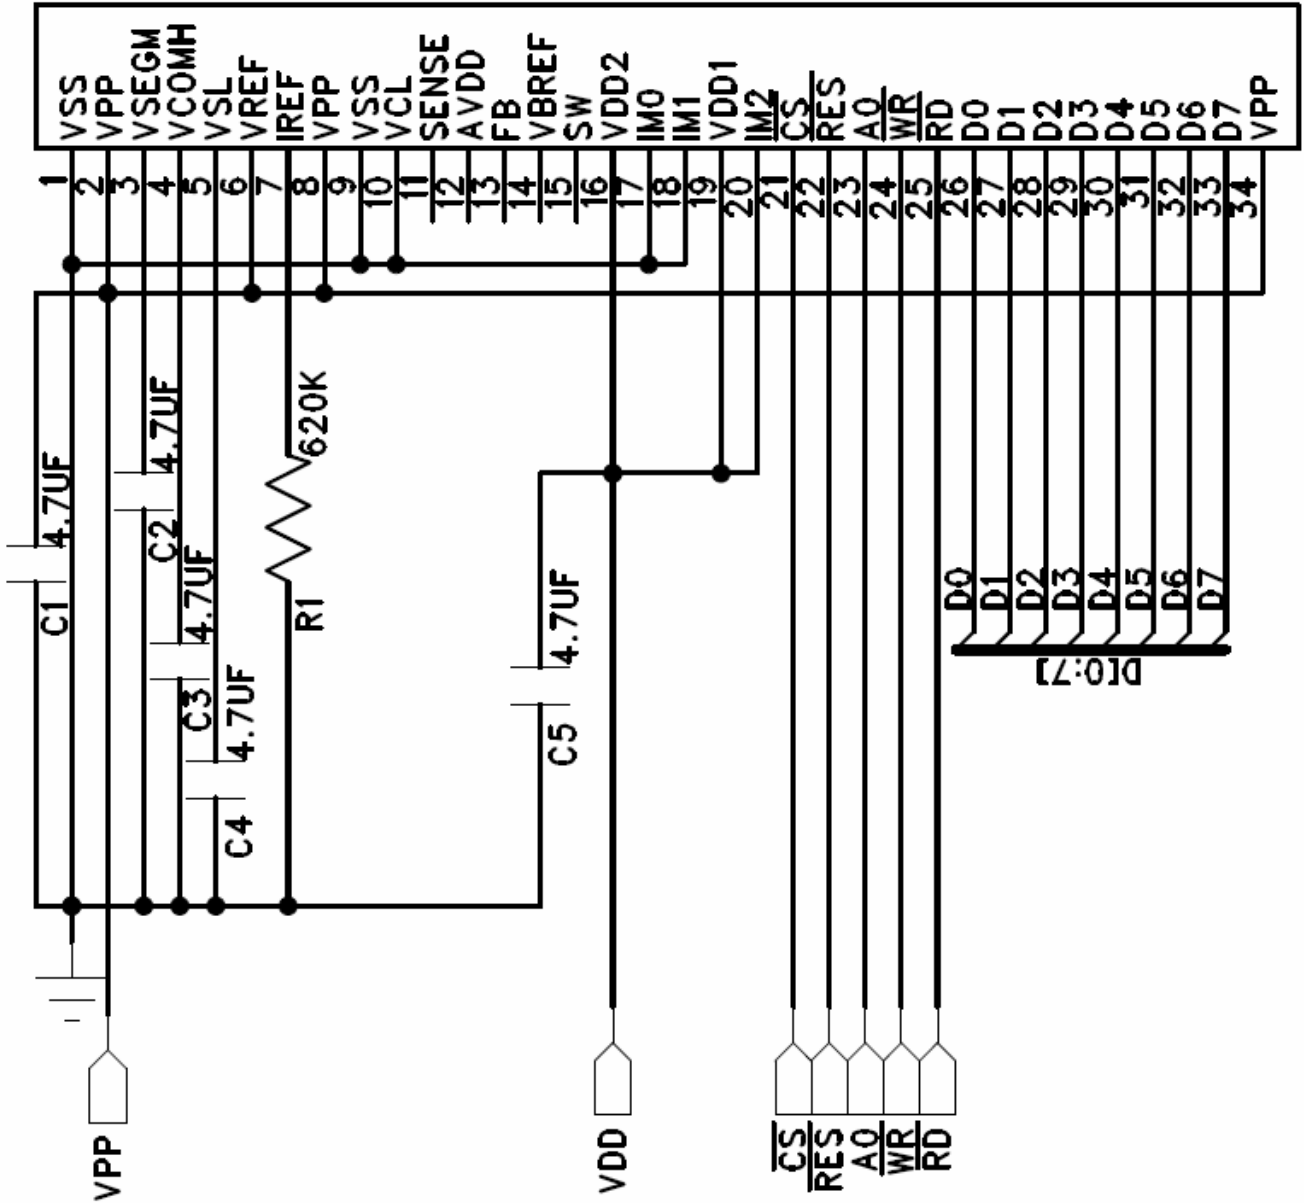 VSS
VPP
VSEGM
VCOMH
VSL
VREF
IREF
VPP
VSS
VCL
SENSE
AVDD
FB
VBREF
SW
VDD2
IM0
IM1
VDD1
IM2
CS
RES
A0
WR
RD
D0
D1
D2
D3
D4
D5
D6
D7
VPP
1
2
3
4
5
6
7
8
9
10
11
12
13
14
15
16
17
18
19
20
21
22
23
24
25
26
27
28
29
30
31
32
33
34
4.7UF
C1
4.7UF
C2
4.7UF
C3
4.7UF
C4
620K
R1
4.7UF
C5
D0
D1
D2
D3
D4
D5
D6
D7
D[0:7]
VPP
VDD
CS
RES
A0
WR
RD